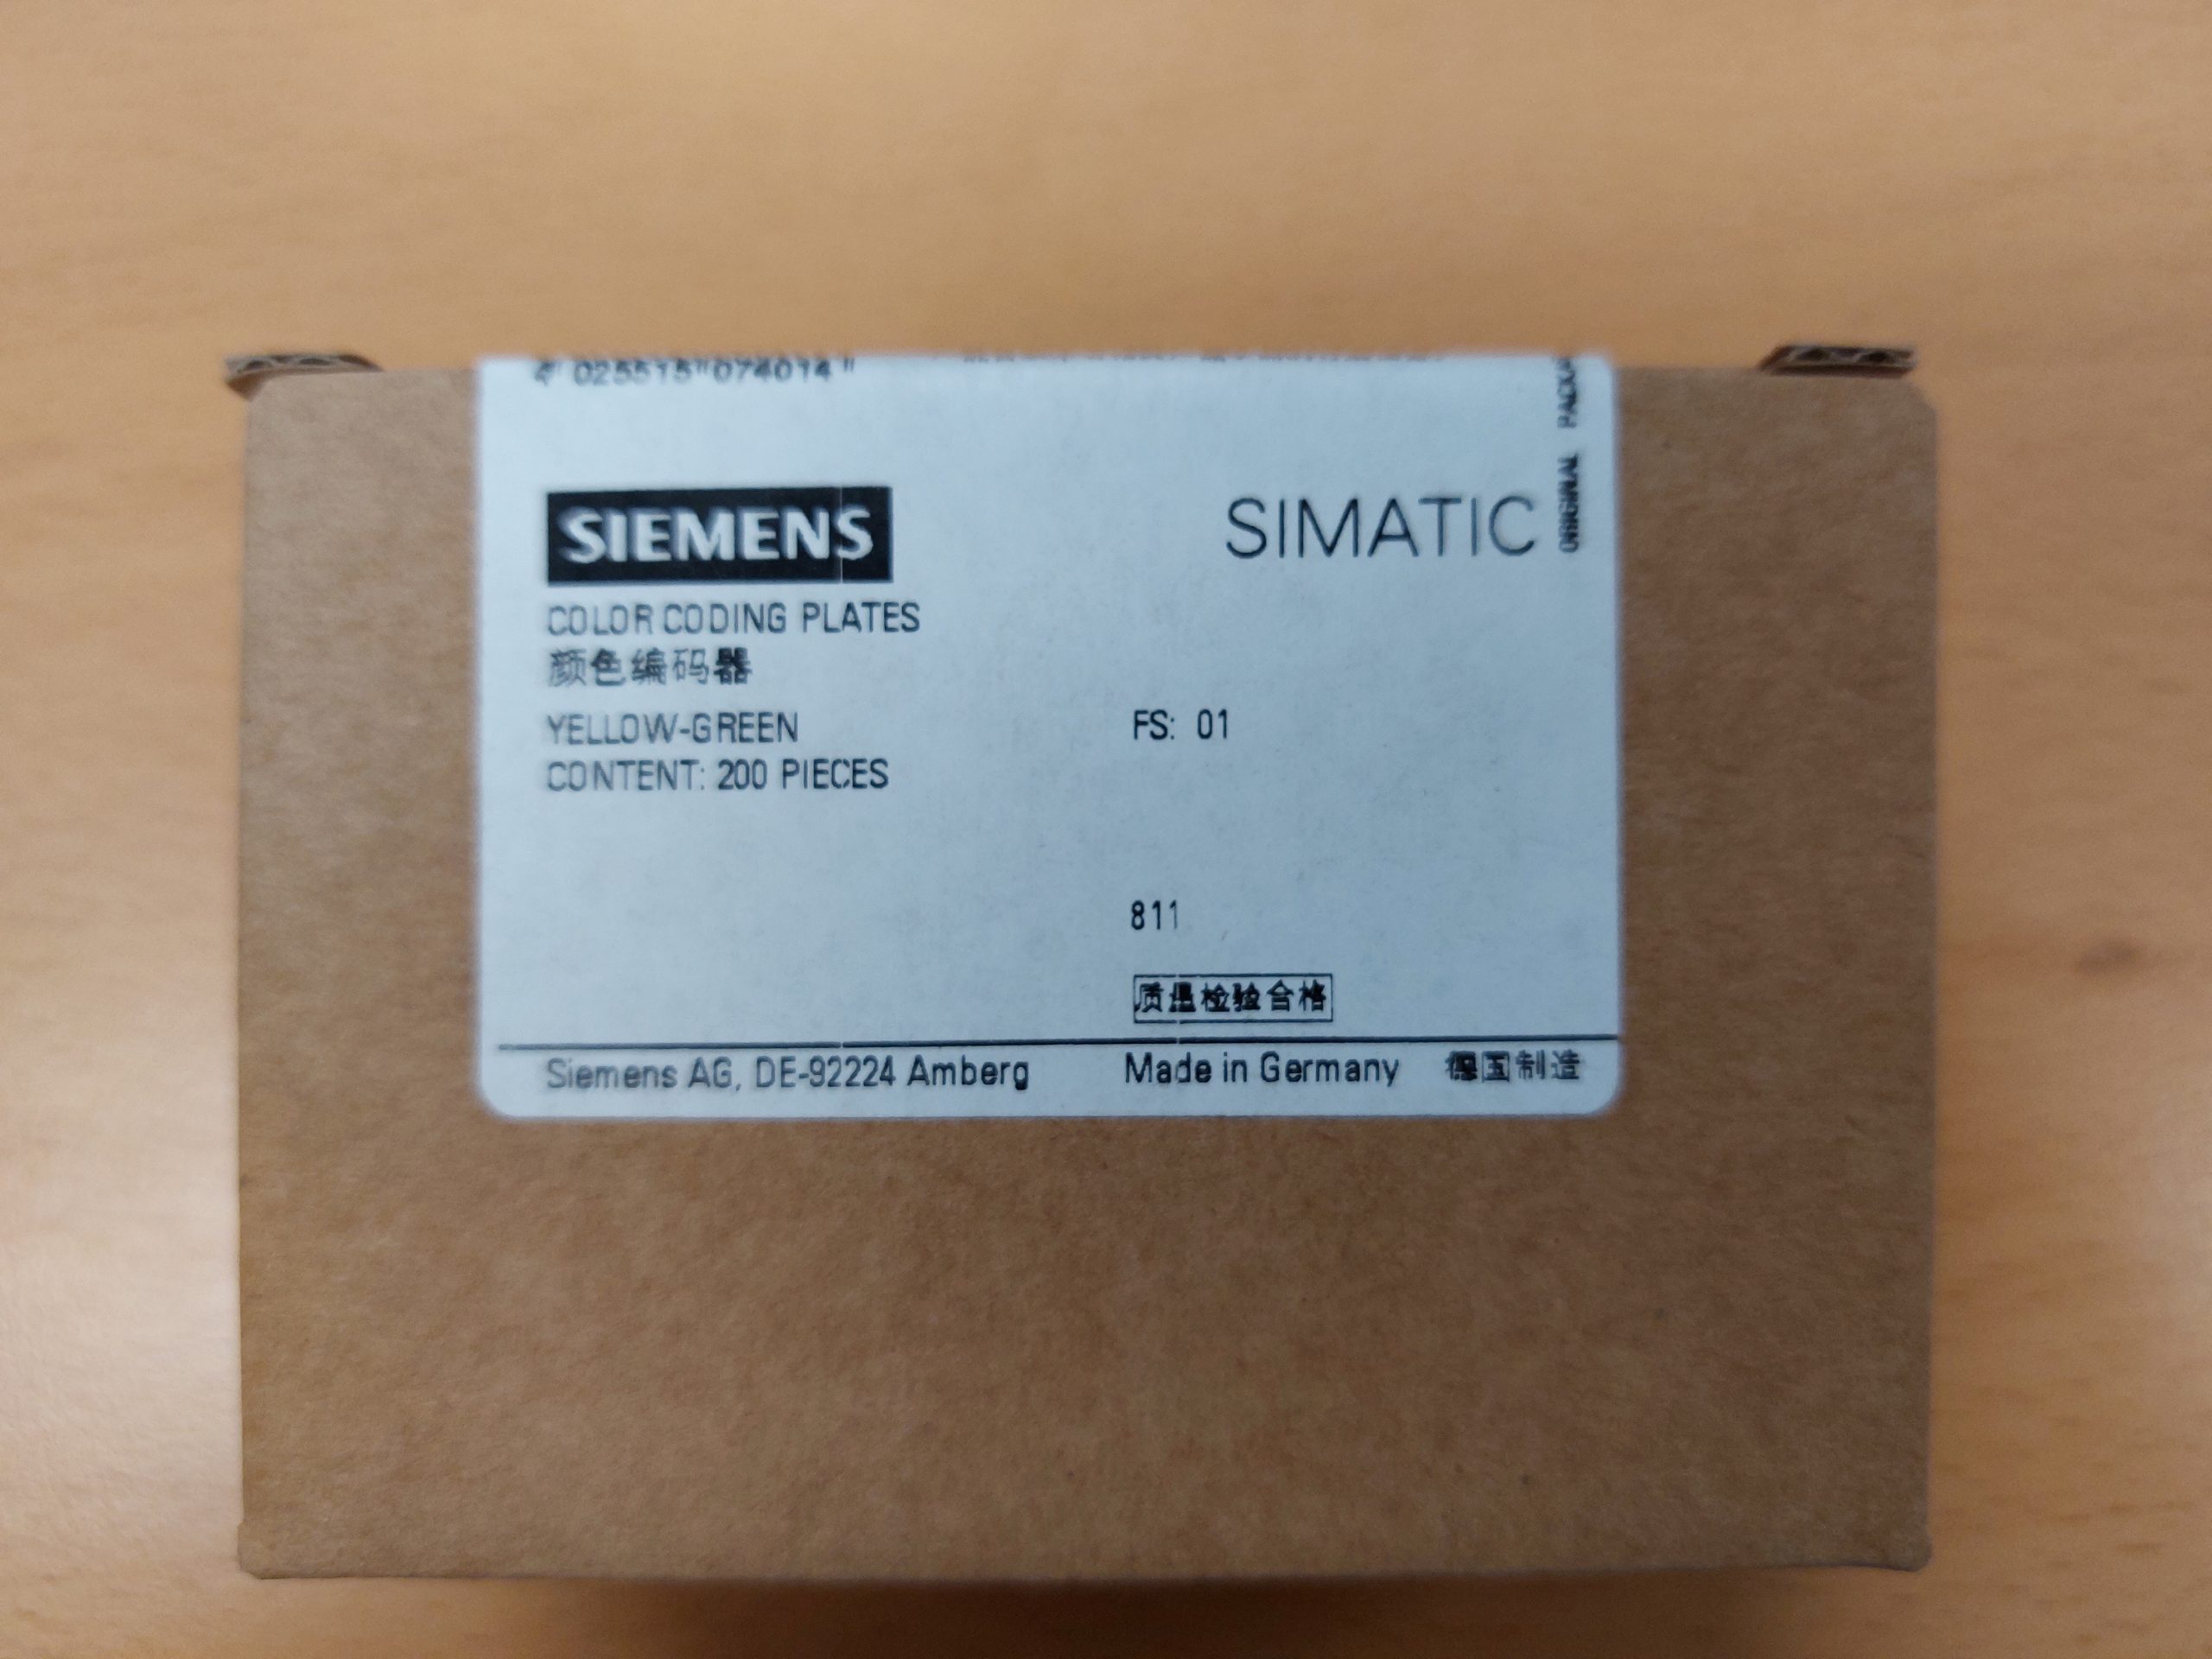 4 025515 074014
SIEMENS
SIMATIC
ORIGINAL
COLOR CODING PLATES
颜色编码器
YELLOW-GREEN
FS: 01
CONTENT: 200 PIECES
811
质量检验合格
Siemens AG, DE-92224 Amberg
Made in Germany 德国制造